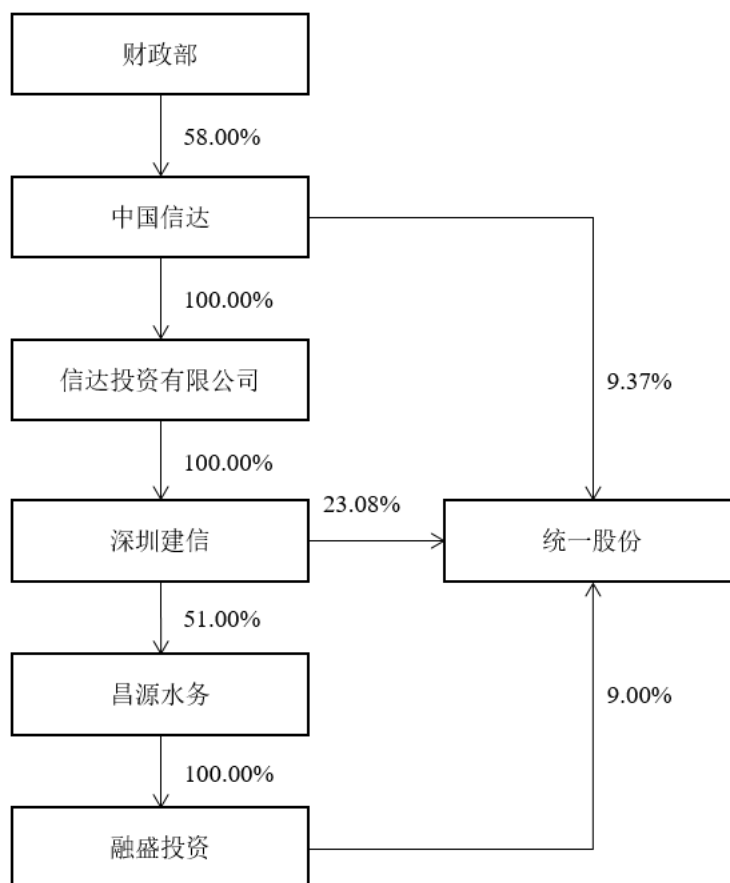 财政部
58.00%
中国信达
100.00%
信达投资有限公司
9.37%
100.00%
深圳建信
23.08%
统一股份
51.00%
昌源水务
9.00%
100.00%
融盛投资